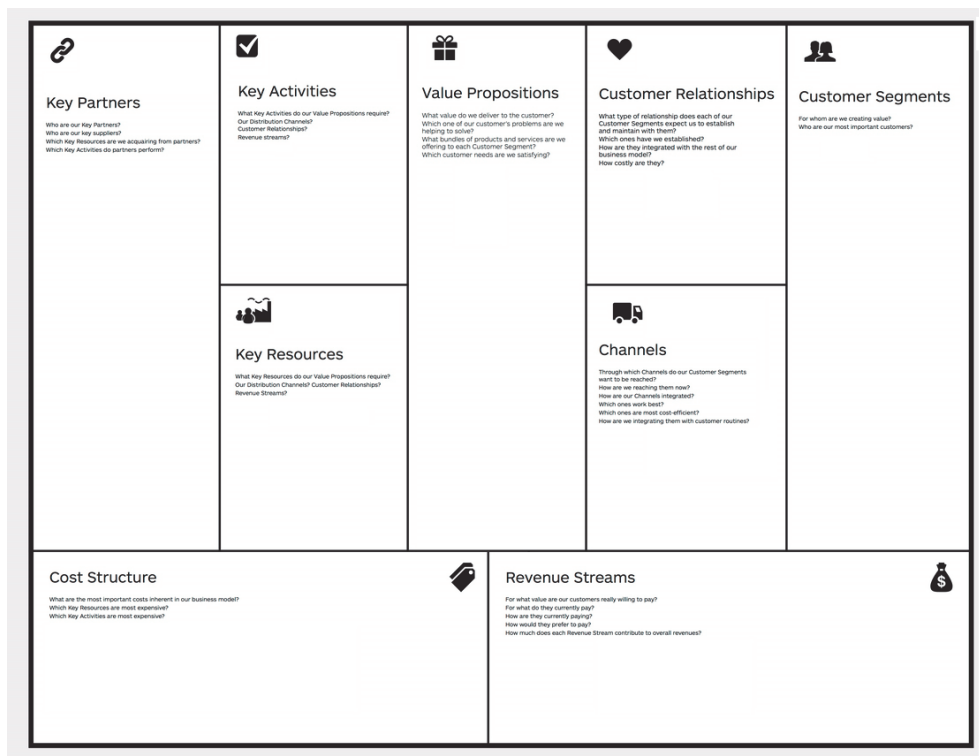 Key Partners
Who are our Key Partners?
Who are our key suppliers?
Which Key Resources are we acquairing from partners?
Which Key Activities do partners perform?
Key Activities
What Key Activities do our Value Propositions require?
Our Distribution Channels?
Customer Relationships?
Revenue streams?
Key Resources
What Key Resources do our Value Propositions require?
Our Distribution Channels? Customer Relationships?
Revenue Streams?
Value Propositions
What value do we deliver to the customer?
Which one of our customer's problems are we
helping to solve?
What bundles of products and services are we
offering to each Customer Segment?
Which customer needs are we satisfying?
Customer Relationships
What type of relationship does each of our
Customer Segments expect us to establish
and maintain with them?
Which ones have we established?
How are they integrated with the rest of our
business model?
How costly are they?
Channels
Through which Channels do our Customer Segments
want to be reached?
How are we reaching them now?
How are our Channels integrated?
Which ones work best?
Which ones are most cost-efficient?
How are we integrating them with customer routines?
Customer Segments
For whom are we creating value?
Who are our most important customers?
Cost Structure
What are the most important costs inherent in our business model?
Which Key Resources are most expensive?
Which Key Activities are most expensive?
Revenue Streams
$
For what value are our customers really willing to pay?
For what do they currently pay?
How are they currently paying?
How would they prefer to pay?
How much does each Revenue Stream contribute to overall revenues?